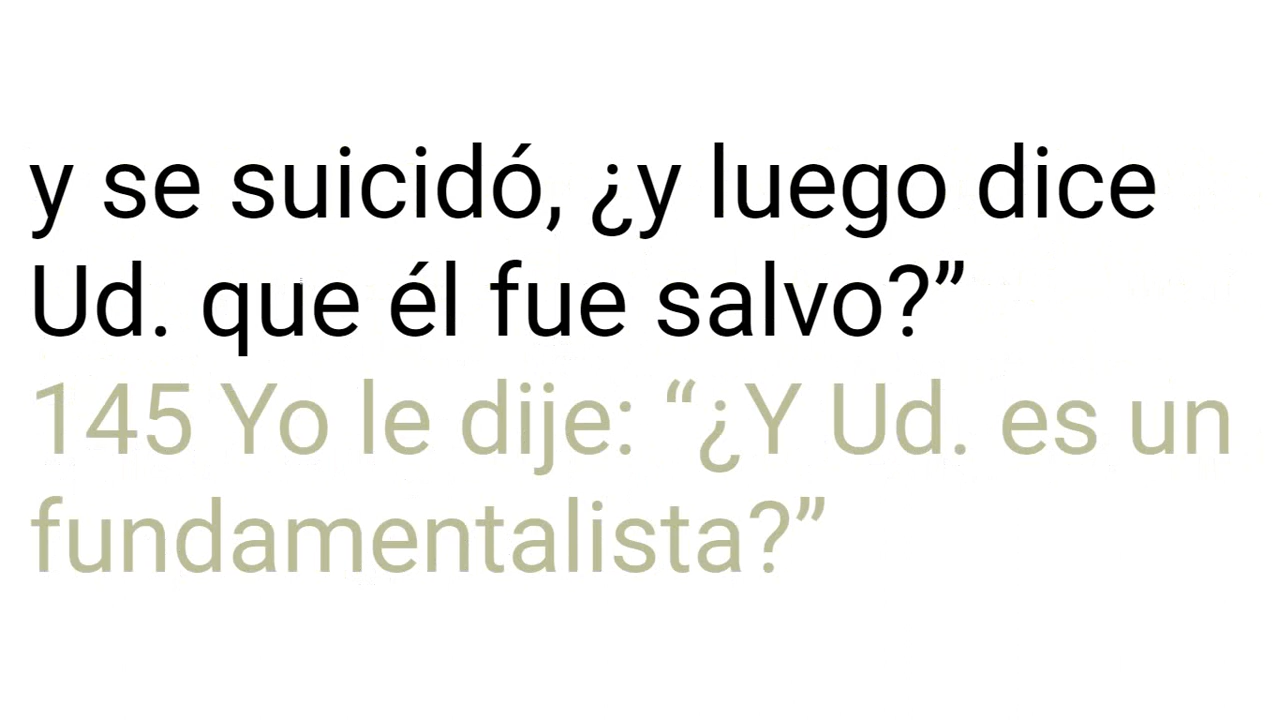 y se suicidó, ¿y luego dice
Ud. que él fue salvo?”
145 Yo le dije: “¿Y Ud. es un
fundamentalista?”